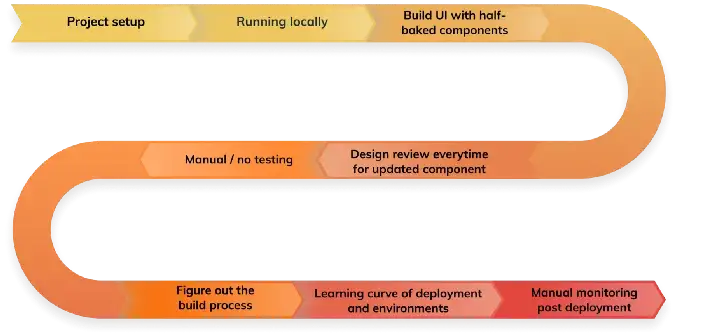 Project setup
Running locally
Build UI with half-
baked components
Design review everytime
for updated component
Manual / no testing
Figure out the
build process
Learning curve of deployment
and environments
Manual monitoring
post deployment